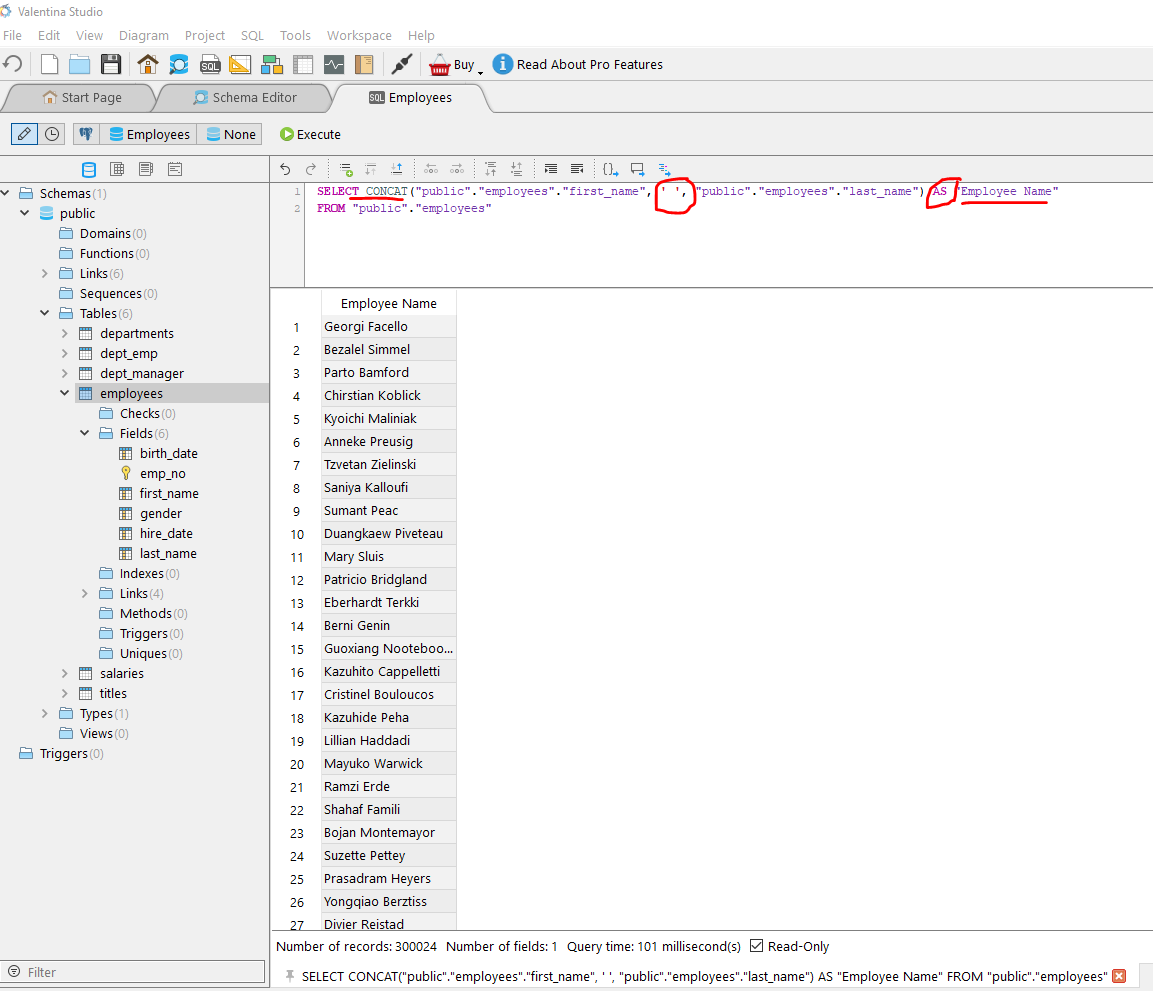 Valentina Studio
File Edit View Diagram Project SQL Tools Workspace Help
SQL Buy Read About Pro Features
Start Page Schema Editor SQL Employees
Employees None Execute
Schemas (1)
public
Domains (0)
Functions (0)
Links (6)
Sequences (0)
Tables (6)
departments
dept_emp
dept_manager
employees
Checks (0)
Fields (6)
birth_date
emp_no
first_name
gender
hire_date
last_name
Indexes (0)
Links (4)
Methods (0)
Triggers (0)
Uniques (0)
salaries
titles
Types (1)
Views (0)
Triggers (0)
Filter
1 SELECT CONCAT("public"."employees"."first_name", ' ', "public"."employees"."last_name") AS "Employee Name"
2 FROM "public"."employees"
Employee Name
1 Georgi Facello
2 Bezalel Simmel
3 Parto Bamford
4 Chirstian Koblick
5 Kyoichi Maliniak
6 Anneke Preusig
7 Tzvetan Zielinski
8 Saniya Kalloufi
9 Sumant Peac
10 Duangkaew Piveteau
11 Mary Sluis
12 Patricio Bridgland
13 Eberhardt Terkki
14 Berni Genin
15 Guoxiang Nooteboo...
16 Kazuhito Cappelletti
17 Cristinel Bouloucos
18 Kazuhide Peha
19 Lillian Haddadi
20 Mayuko Warwick
21 Ramzi Erde
22 Shahaf Famili
23 Bojan Montemayor
24 Suzette Pettey
25 Prasadram Heyers
26 Yongqiao Berztiss
27 Divier Reistad
Number of records: 300024 Number of fields: 1 Query time: 101 millisecond(s) Read-Only
SELECT CONCAT("public"."employees"."first_name", ' ', "public"."employees"."last_name") AS "Employee Name" FROM "public"."employees"